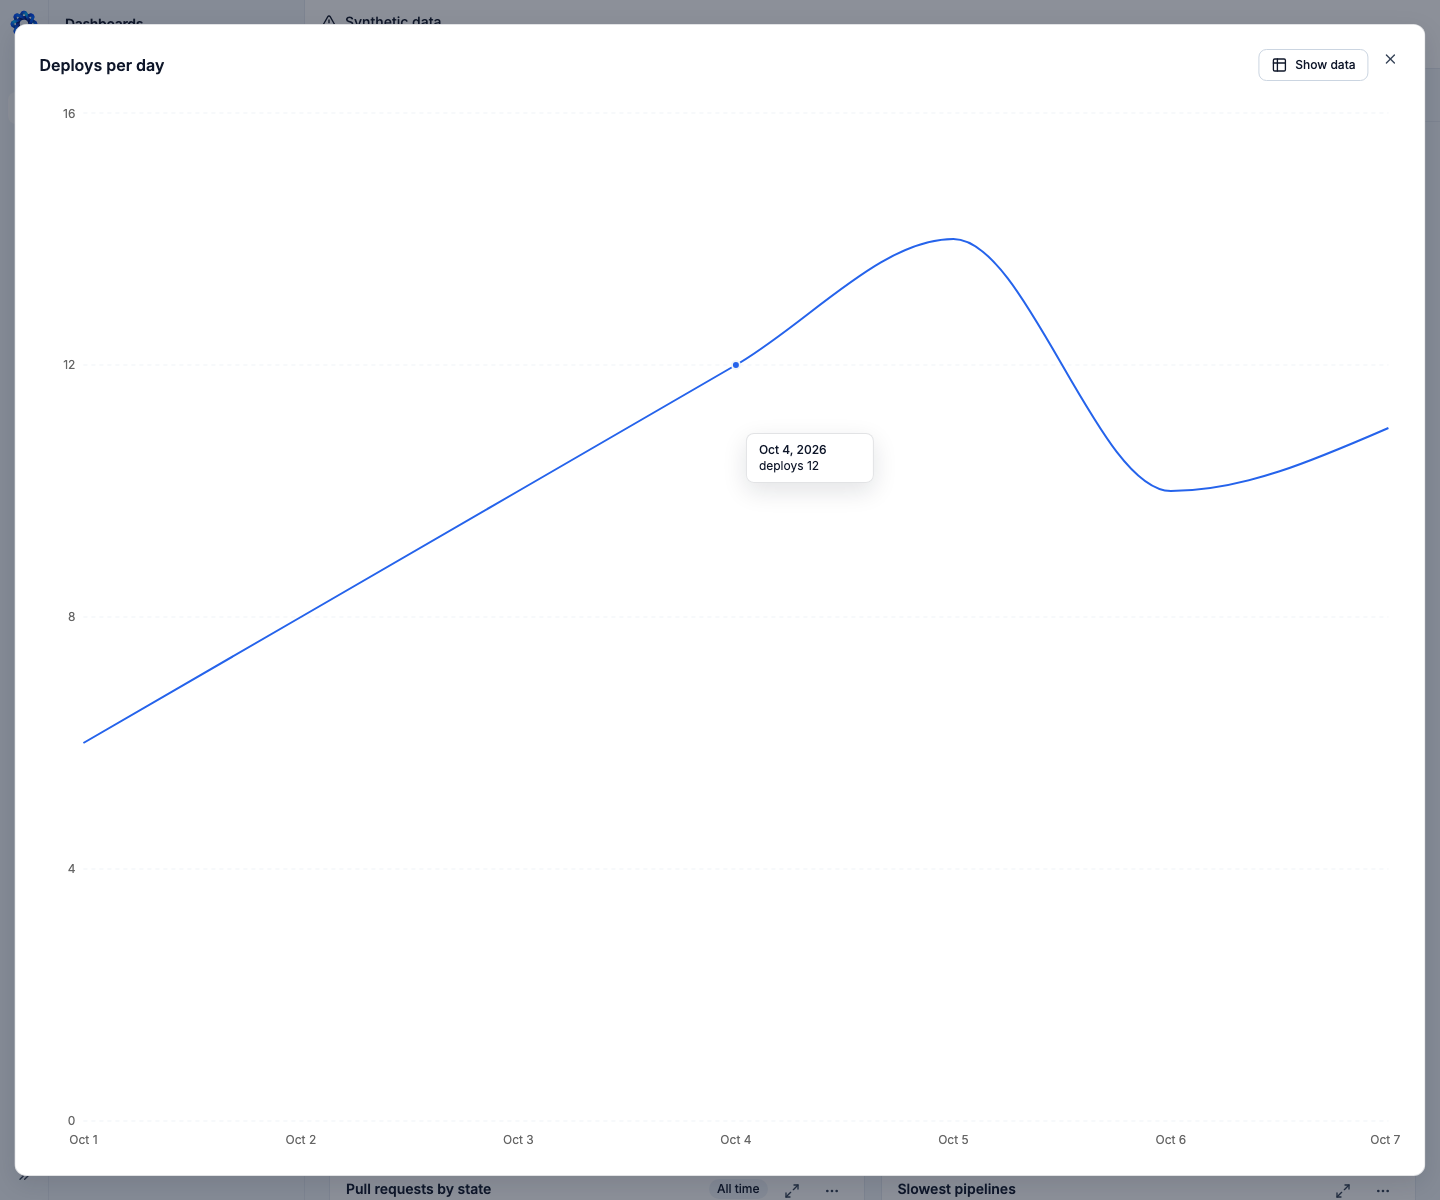 Dashboards
Synthetic data
Deploys per day
Show data
16
12
8
4
0
Oct 4, 2026
deploys 12
Oct 1
Oct 2
Oct 3
Oct 4
Oct 5
Oct 6
Oct 7
Pull requests by state
All time
Slowest pipelines